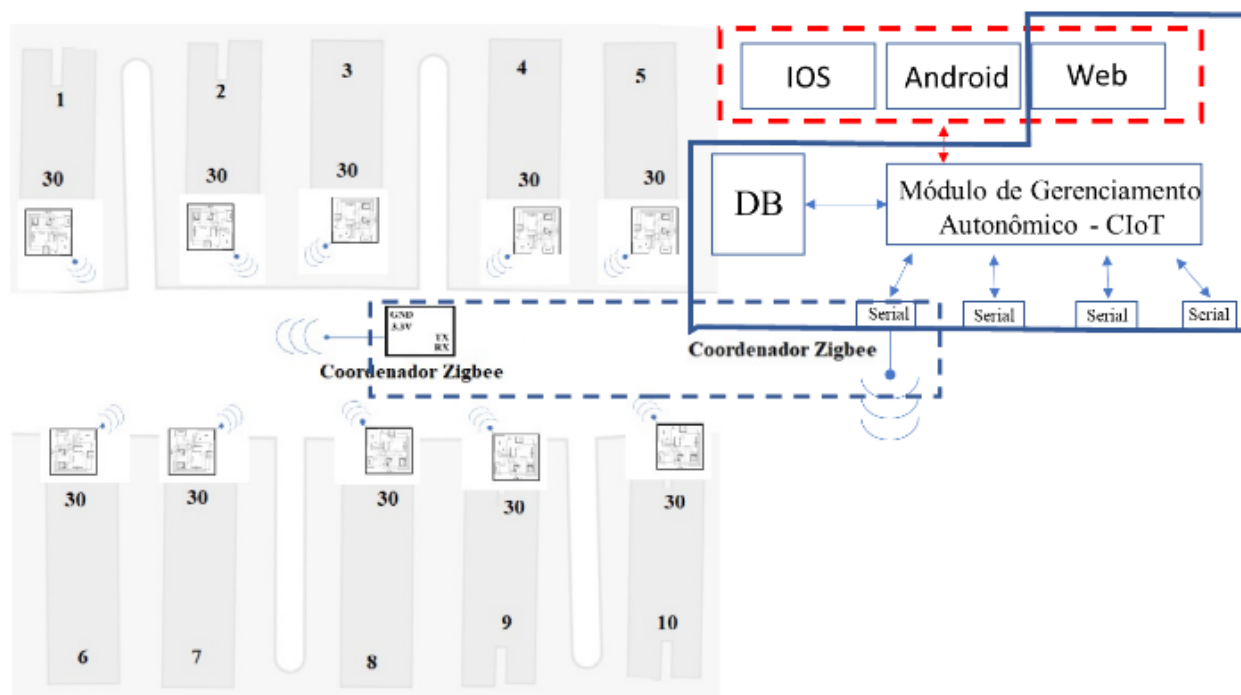 1
2
3
4
5
30
30
30
30
30
IOS
Android
Web
DB
Módulo de Gerenciamento
Autonômico - CIoT
Serial
Serial
Serial
Serial
GND
3.3V
TX
RX
Coordenador Zigbee
Coordenador Zigbee
30
30
30
30
30
6
7
8
9
10